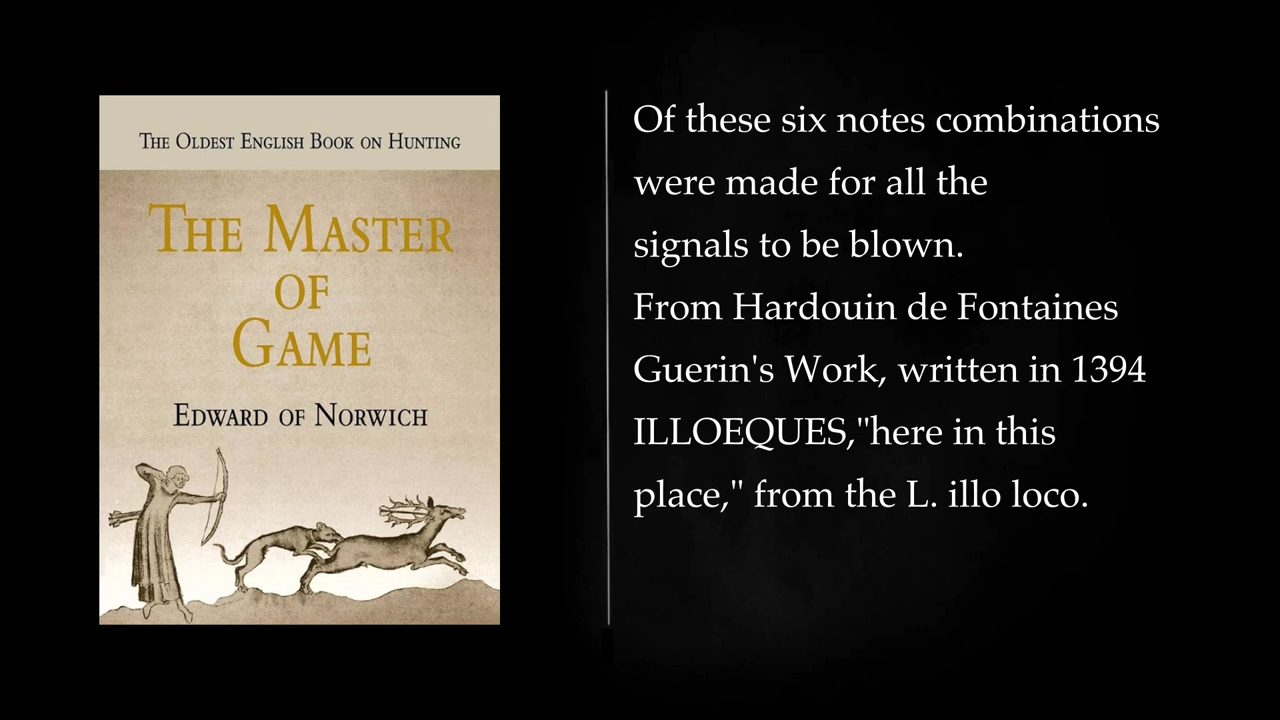 THE OLDEST ENGLISH BOOK ON HUNTING
THE MASTER
OF
GAME
EDWARD OF NORWICH
Of these six notes combinations
were made for all the
signals to be blown.
From Hardouin de Fontaines
Guerin's Work, written in 1394
ILLOEQUES,"here in this
place," from the L. illo loco.